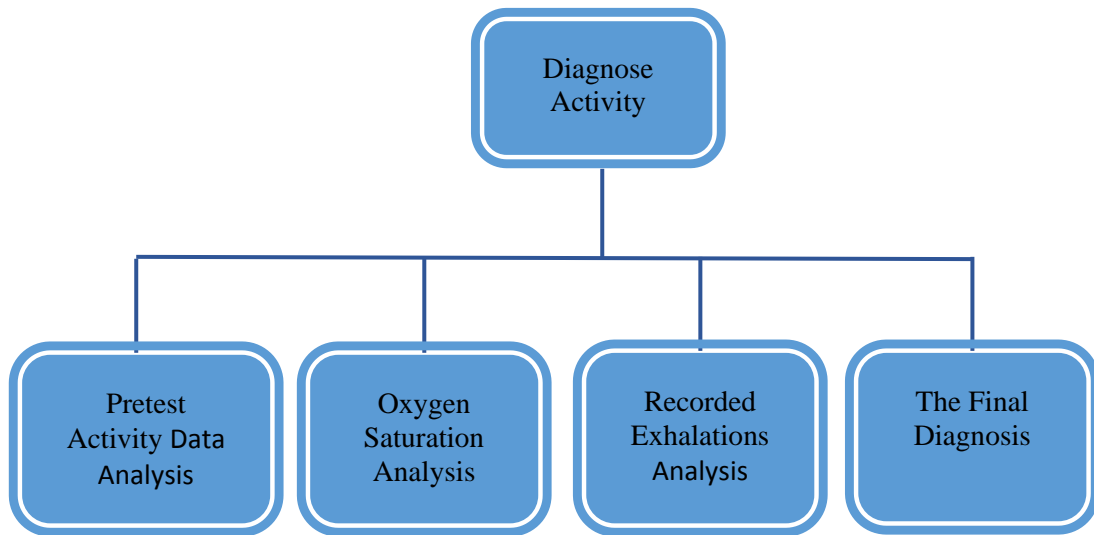 Diagnose
Activity
Pretest
Activity Data
Analysis
Oxygen
Saturation
Analysis
Recorded
Exhalations
Analysis
The Final
Diagnosis